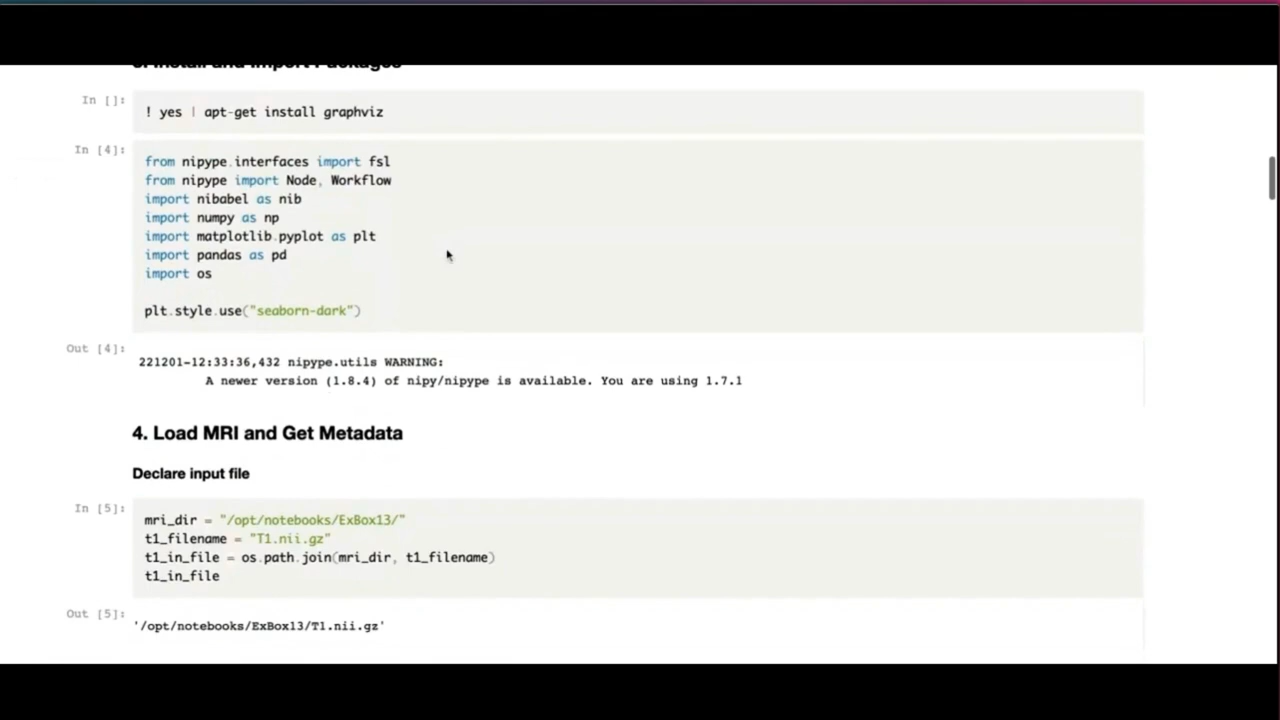 3. Install and Import Packages
In []:
! yes | apt-get install graphviz
In [4]:
from nipype.interfaces import fsl
from nipype import Node, Workflow
import nibabel as nib
import numpy as np
import matplotlib.pyplot as plt
import pandas as pd
import os
plt.style.use("seaborn-dark")
Out [4]:
221201-12:33:36,432 nipype.utils WARNING:
A newer version (1.8.4) of nipy/nipype is available. You are using 1.7.1
4. Load MRI and Get Metadata
Declare input file
In [5]:
mri_dir = "/opt/notebooks/ExBox13/"
t1_filename = "T1.nii.gz"
t1_in_file = os.path.join(mri_dir, t1_filename)
t1_in_file
Out [5]:
'/opt/notebooks/ExBox13/T1.nii.gz'